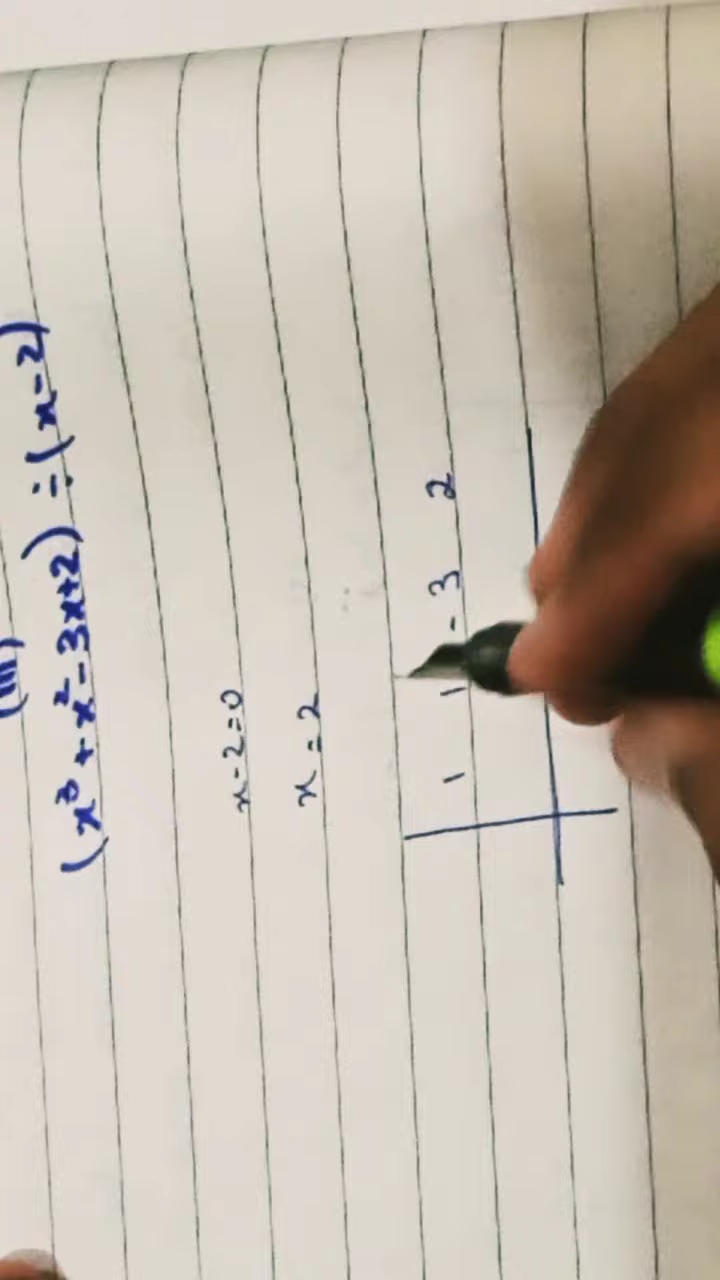 (III)
(x³ + x² - 3x + 2) ÷ (x - 2)
x - 2 = 0
x = 2
1 1 - 3 2